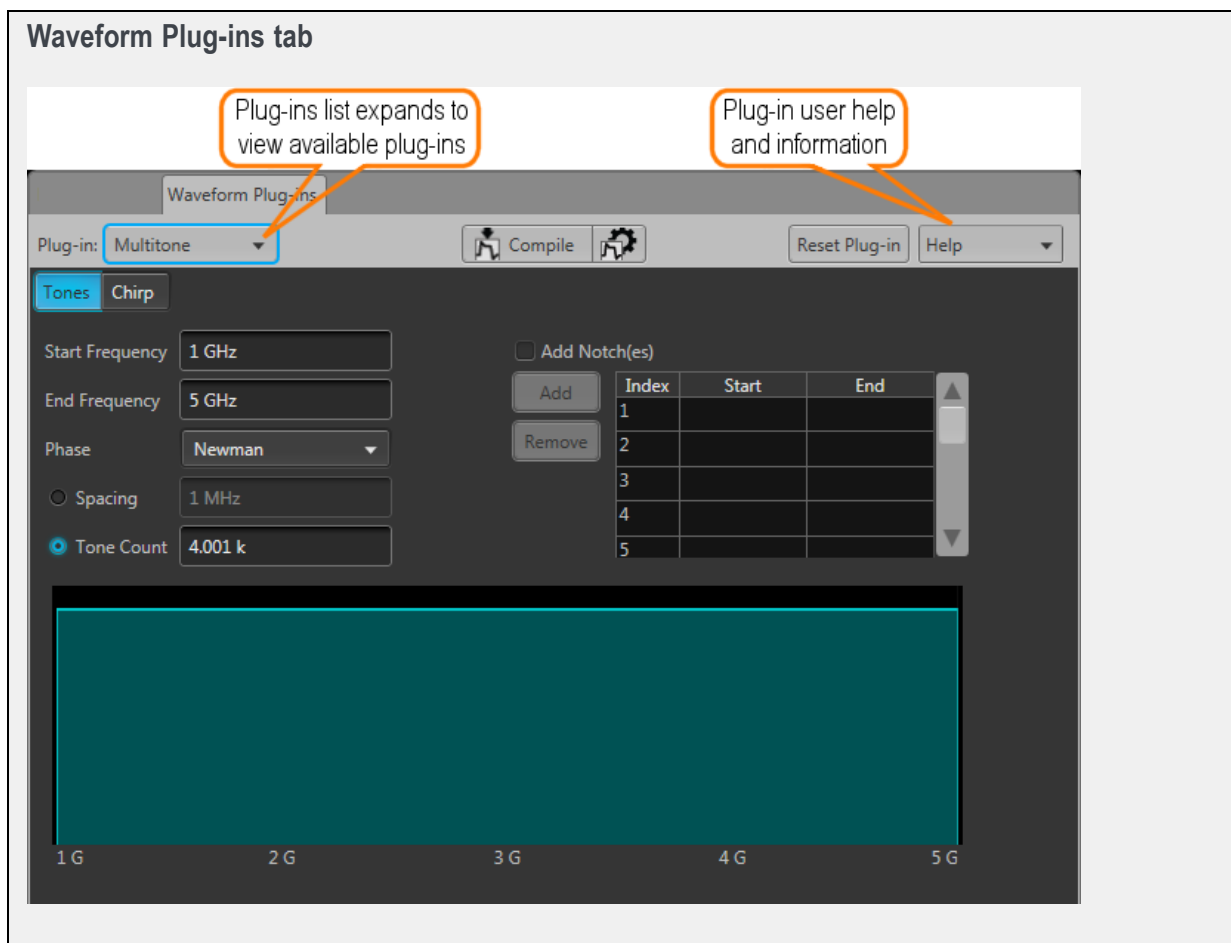 Waveform Plug-ins tab
Plug-ins list expands to
view available plug-ins
Plug-in user help
and information
Waveform Plug-ins
Plug-in: Multitone
Compile
Reset Plug-in
Help
Tones
Chirp
Start Frequency 1 GHz
End Frequency 5 GHz
Phase Newman
Spacing 1 MHz
Tone Count 4.001 k
Add Notch(es)
Add
Remove
Index Start End
1
2
3
4
5
1 G 2 G 3 G 4 G 5 G